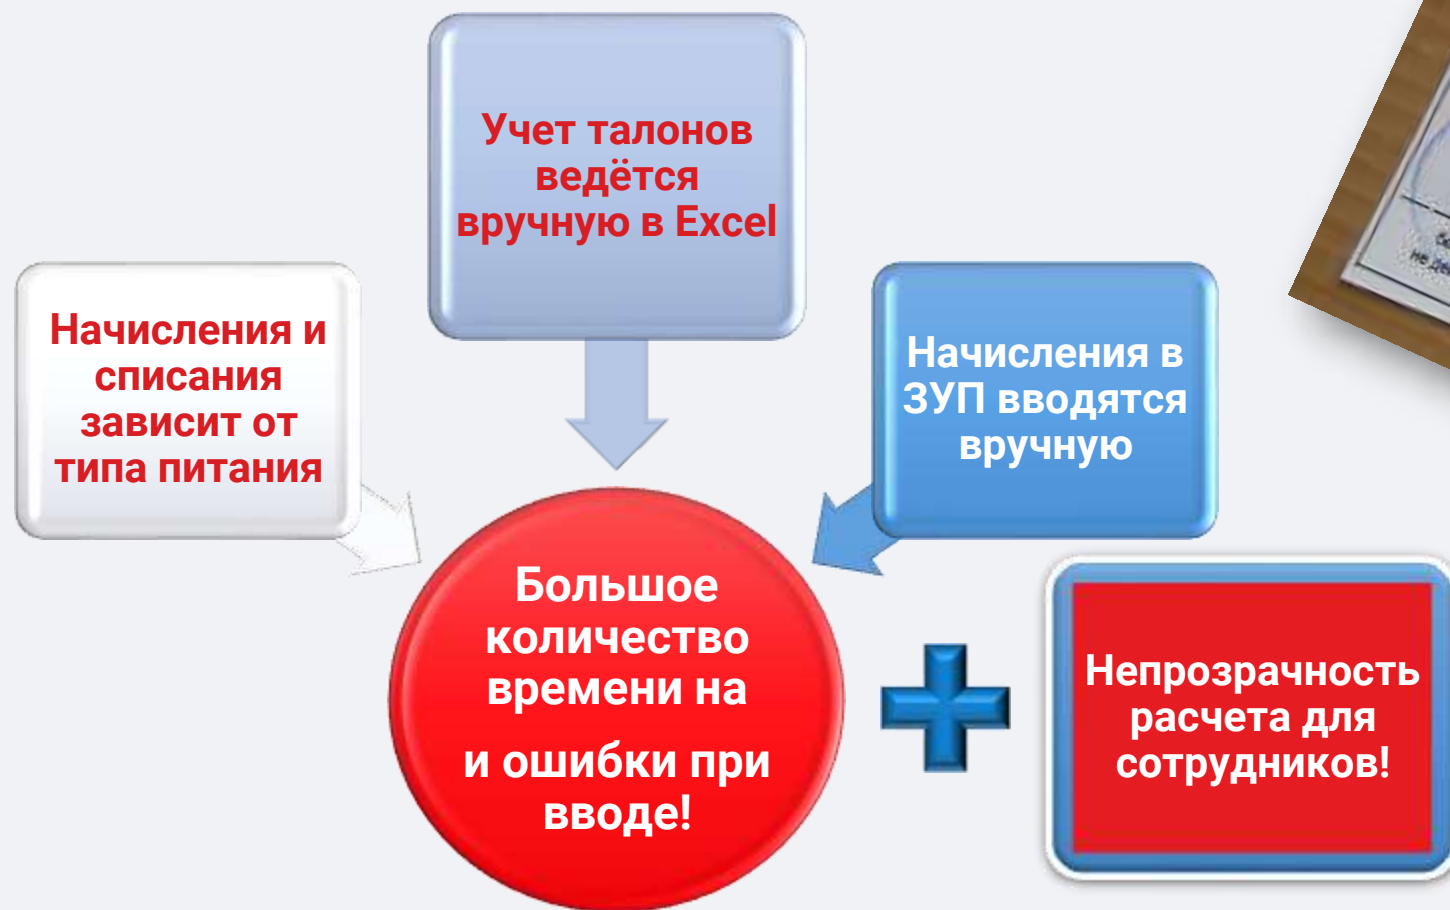 Учет талонов
ведётся
вручную в Excel
Начисления и
списания
зависит от
типа питания
Начисления в
ЗУП вводятся
вручную
Большое
количество
времени на
и ошибки при
вводе!
Непрозрачность
расчета для
сотрудников!